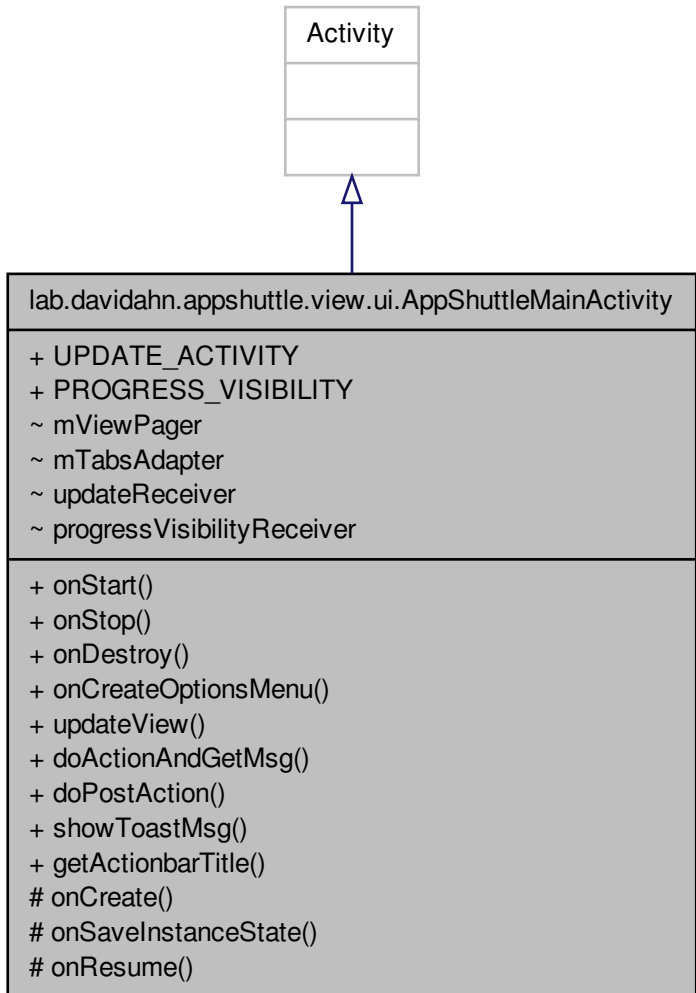 Activity
lab.davidahn.appshuttle.view.ui.AppShuttleMainActivity
+ UPDATE_ACTIVITY
+ PROGRESS_VISIBILITY
~ mViewPager
~ mTabsAdapter
~ updateReceiver
~ progressVisibilityReceiver
+ onStart()
+ onStop()
+ onDestroy()
+ onCreateOptionsMenu()
+ updateView()
+ doActionAndGetMsg()
+ doPostAction()
+ showToastMsg()
+ getActionbarTitle()
# onCreate()
# onSaveInstanceState()
# onResume()